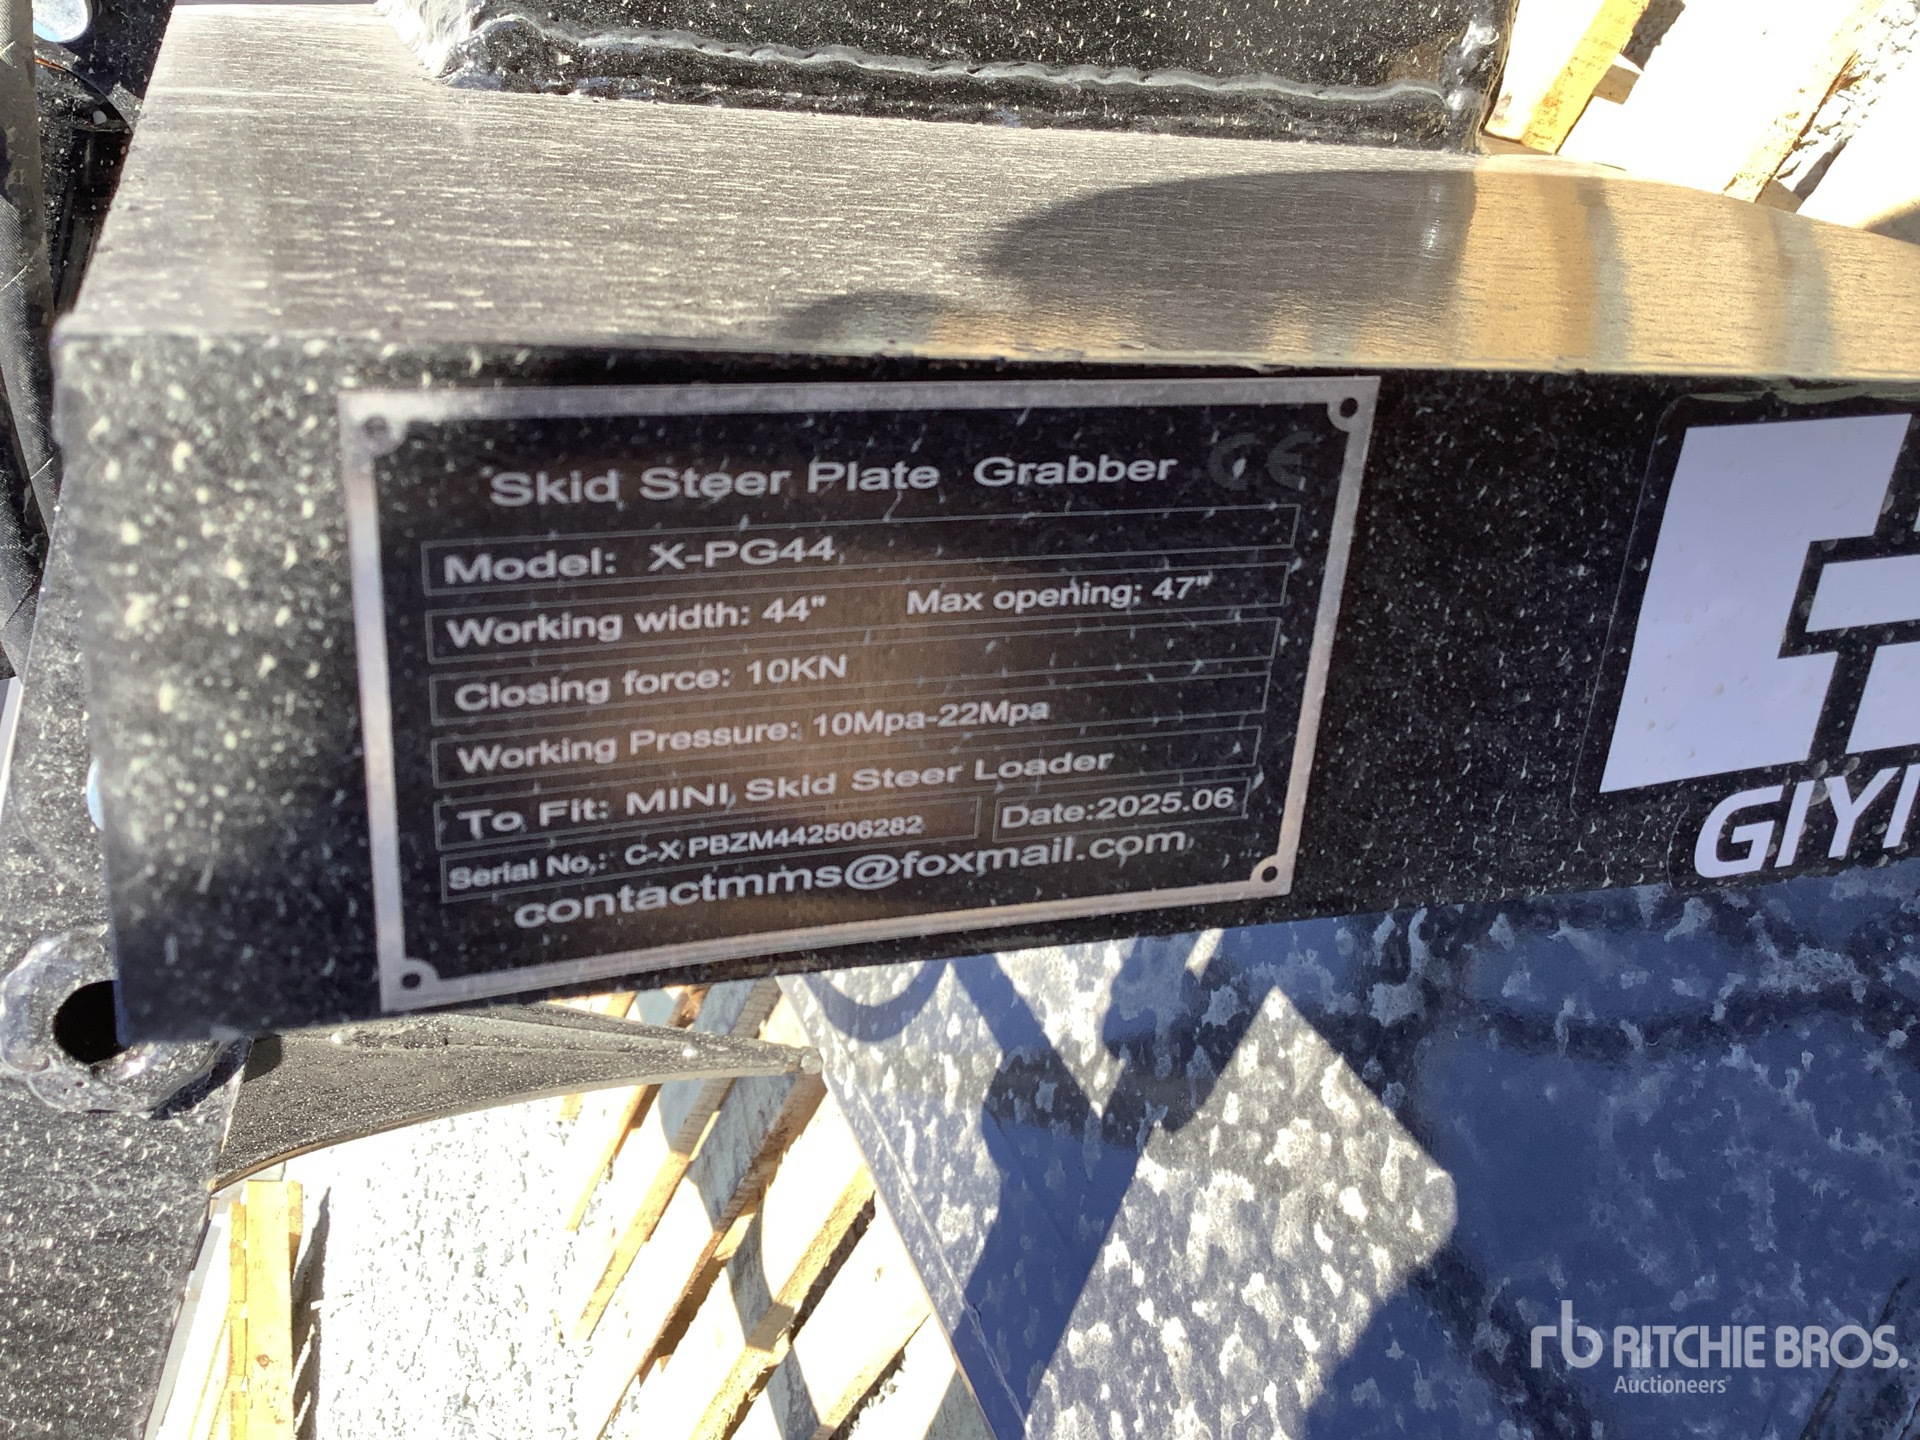 Skid Steer Plate Grabber CE
Model: X-PG44
Working width: 44" Max opening: 47"
Closing force: 10KN
Working Pressure: 10Mpa-22Mpa
To Fit: MINI Skid Steer Loader
Serial No.: C-X PBZM442506282 Date:2025.06
contactmms@foxmail.com
GIYI
rb RITCHIE BROS.
Auctioneers